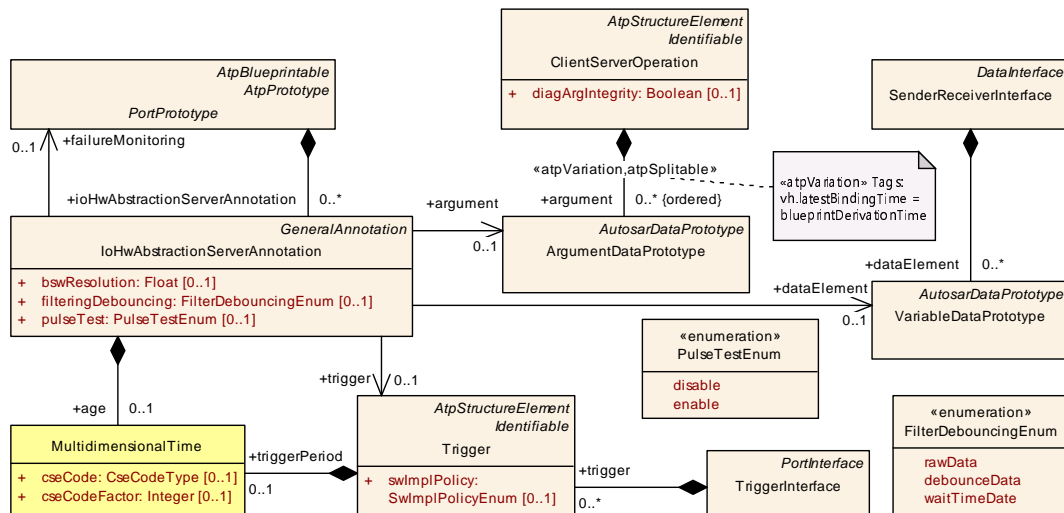 AtpBlueprintable
AtpPrototype
PortPrototype
AtpStructureElement
Identifiable
ClientServerOperation
+ diagArgIntegrity: Boolean [0..1]
DataInterface
SenderReceiverInterface
+failureMonitoring
0..1
+ioHwAbstractionServerAnnotation
0..*
«atpVariation,atpSplitable»
+argument
0..* {ordered}
«atpVariation» Tags:
vh.latestBindingTime =
blueprintDerivationTime
GeneralAnnotation
IoHwAbstractionServerAnnotation
+ bswResolution: Float [0..1]
+ filteringDebouncing: FilterDebouncingEnum [0..1]
+ pulseTest: PulseTestEnum [0..1]
+argument
0..1
AutosarDataPrototype
ArgumentDataPrototype
+dataElement
0..*
+dataElement
0..1
AutosarDataPrototype
VariableDataPrototype
«enumeration»
PulseTestEnum
disable
enable
+trigger
0..1
+age
0..1
MultidimensionalTime
+ cseCode: CseCodeType [0..1]
+ cseCodeFactor: Integer [0..1]
+triggerPeriod
0..1
AtpStructureElement
Identifiable
Trigger
+ swImplPolicy:
SwImplPolicyEnum [0..1]
+trigger
0..*
PortInterface
TriggerInterface
«enumeration»
FilterDebouncingEnum
rawData
debounceData
waitTimeDate